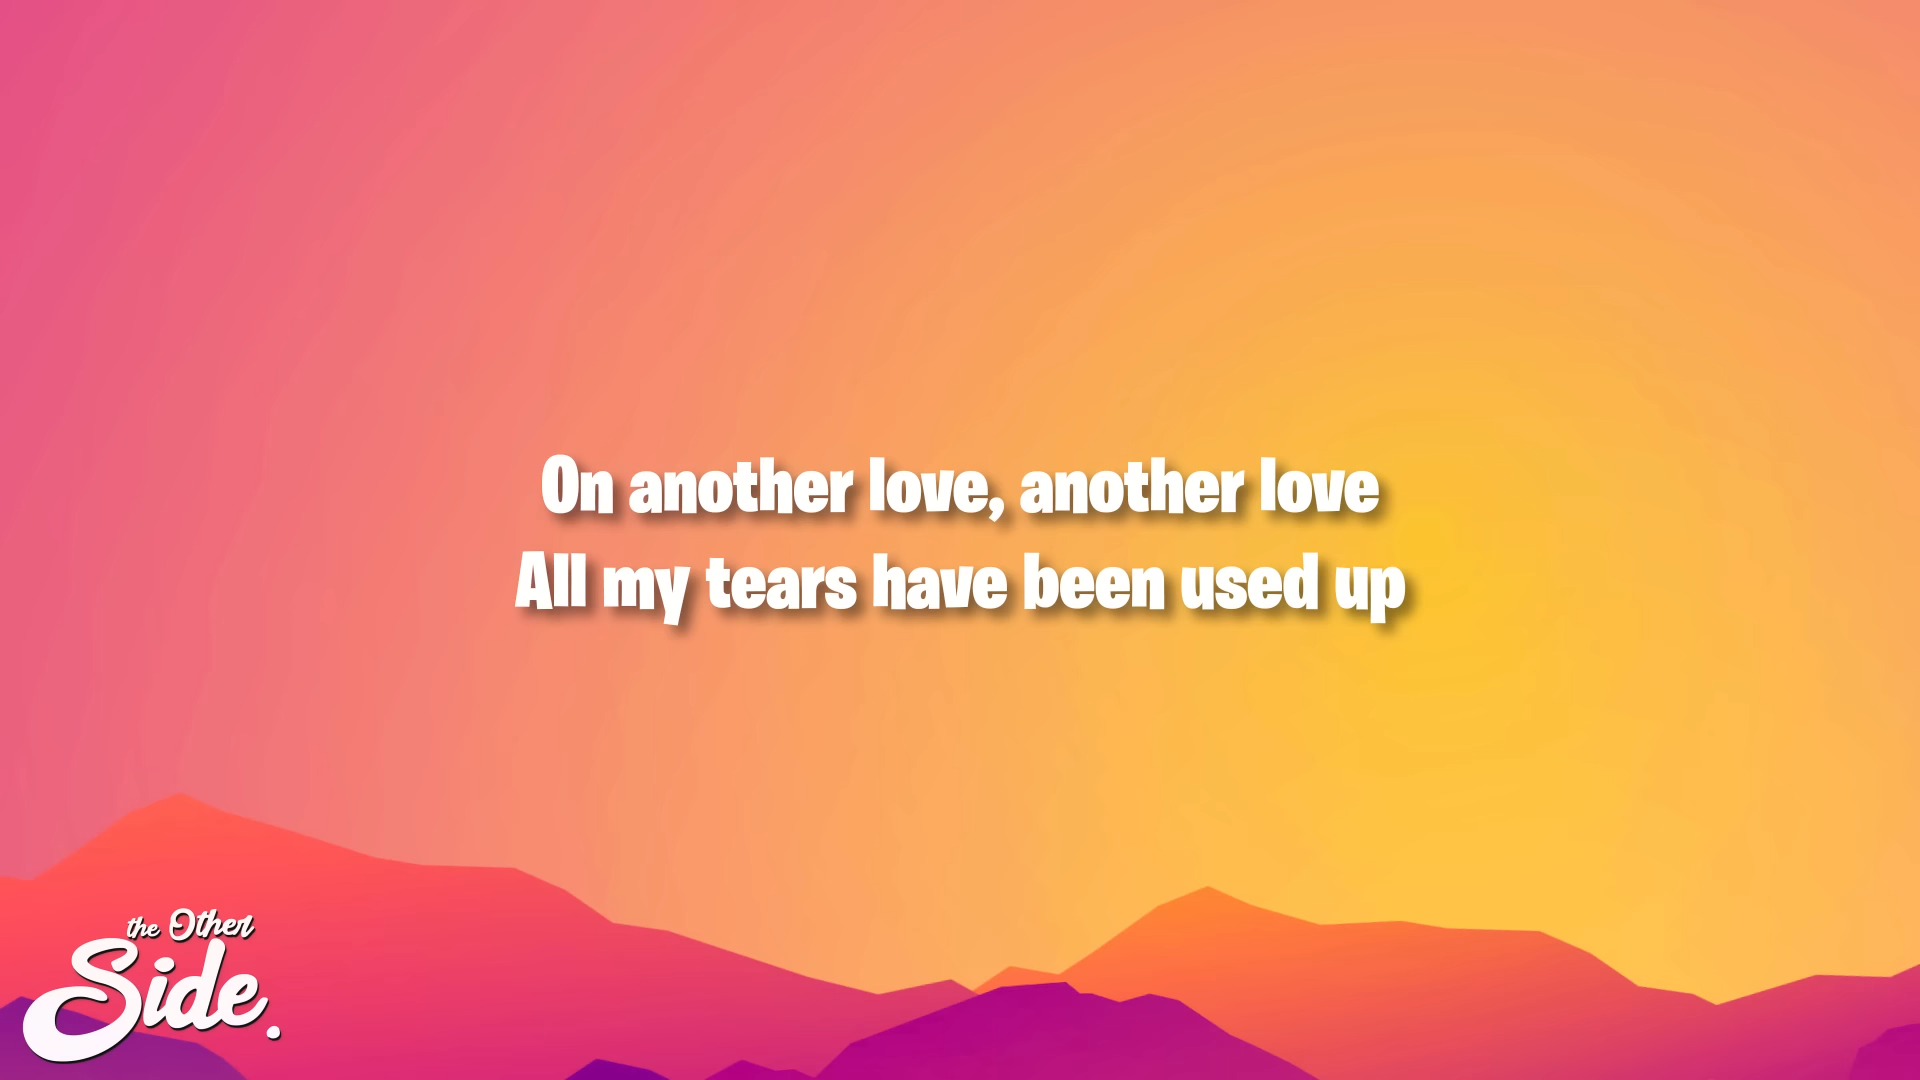 On another love, another love
All my tears have been used up
the Other
Side.